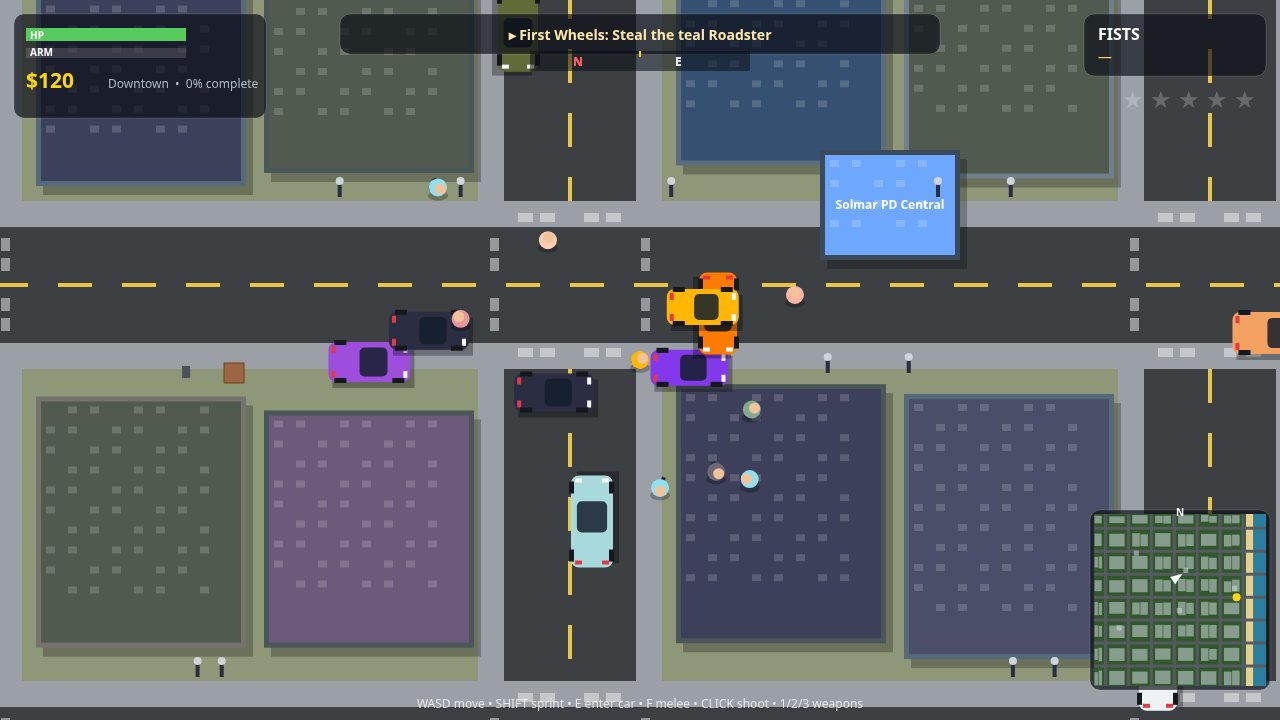 HP
ARM
$120
Downtown • 0% complete
▸ First Wheels: Steal the teal Roadster
N
E
FISTS
—
★ ★ ★ ★ ★
Solmar PD Central
N
WASD move • SHIFT sprint • E enter car • F melee • CLICK shoot • 1/2/3 weapons